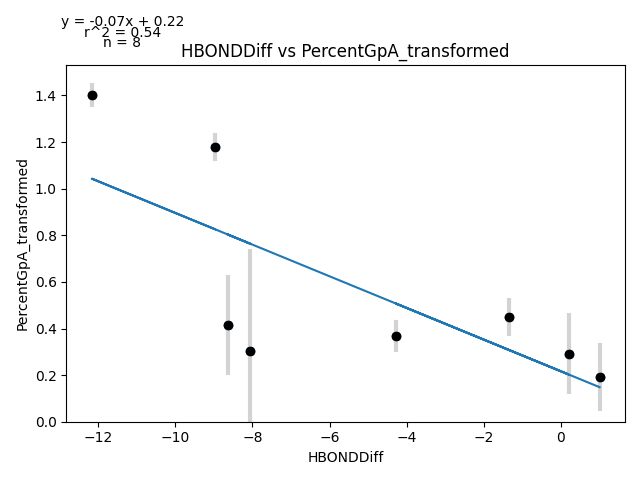 y = -0.07x + 0.22
r^2 = 0.54
n = 8
HBONDDiff vs PercentGpA_transformed
PercentGpA_transformed
1.4
1.2
1.0
0.8
0.6
0.4
0.2
0.0
−12
−10
−8
−6
−4
−2
0
HBONDDiff